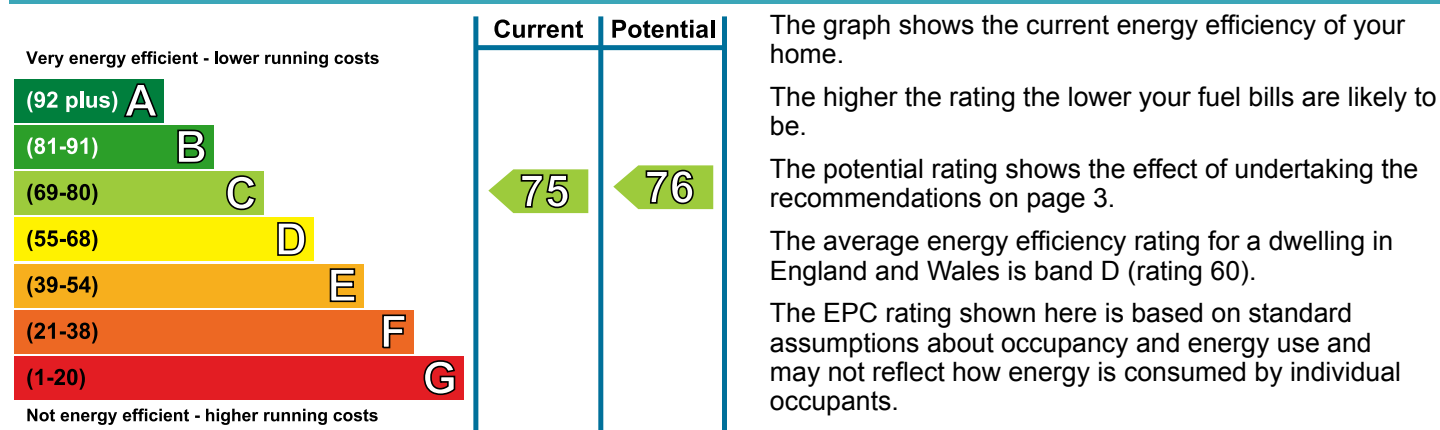 Current Potential
Very energy efficient - lower running costs
(92 plus) A
(81-91) B
(69-80) C
(55-68) D
(39-54) E
(21-38) F
(1-20) G
Not energy efficient - higher running costs
75
76
The graph shows the current energy efficiency of your
home.
The higher the rating the lower your fuel bills are likely to
be.
The potential rating shows the effect of undertaking the
recommendations on page 3.
The average energy efficiency rating for a dwelling in
England and Wales is band D (rating 60).
The EPC rating shown here is based on standard
assumptions about occupancy and energy use and
may not reflect how energy is consumed by individual
occupants.